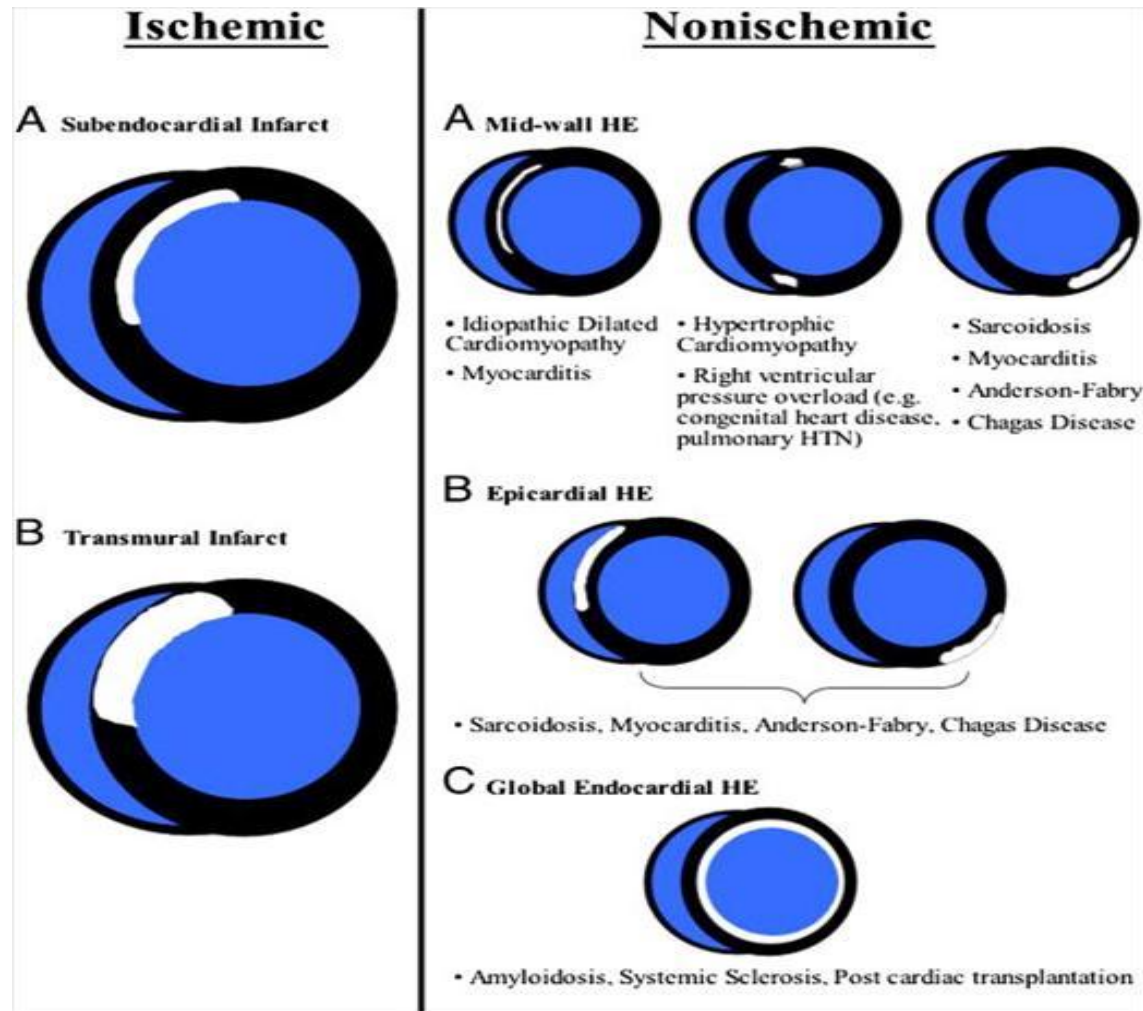 Ischemic
A Subendocardial Infarct
B Transmural Infarct
Nonischemic
A Mid-wall HE
• Idiopathic Dilated
Cardiomyopathy
• Myocarditis
• Hypertrophic
Cardiomyopathy
• Right ventricular
pressure overload (e.g.
congenital heart disease,
pulmonary HTN)
• Sarcoidosis
• Myocarditis
• Anderson-Fabry
• Chagas Disease
B Epicardial HE
• Sarcoidosis, Myocarditis, Anderson-Fabry, Chagas Disease
C Global Endocardial HE
• Amyloidosis, Systemic Sclerosis, Post cardiac transplantation